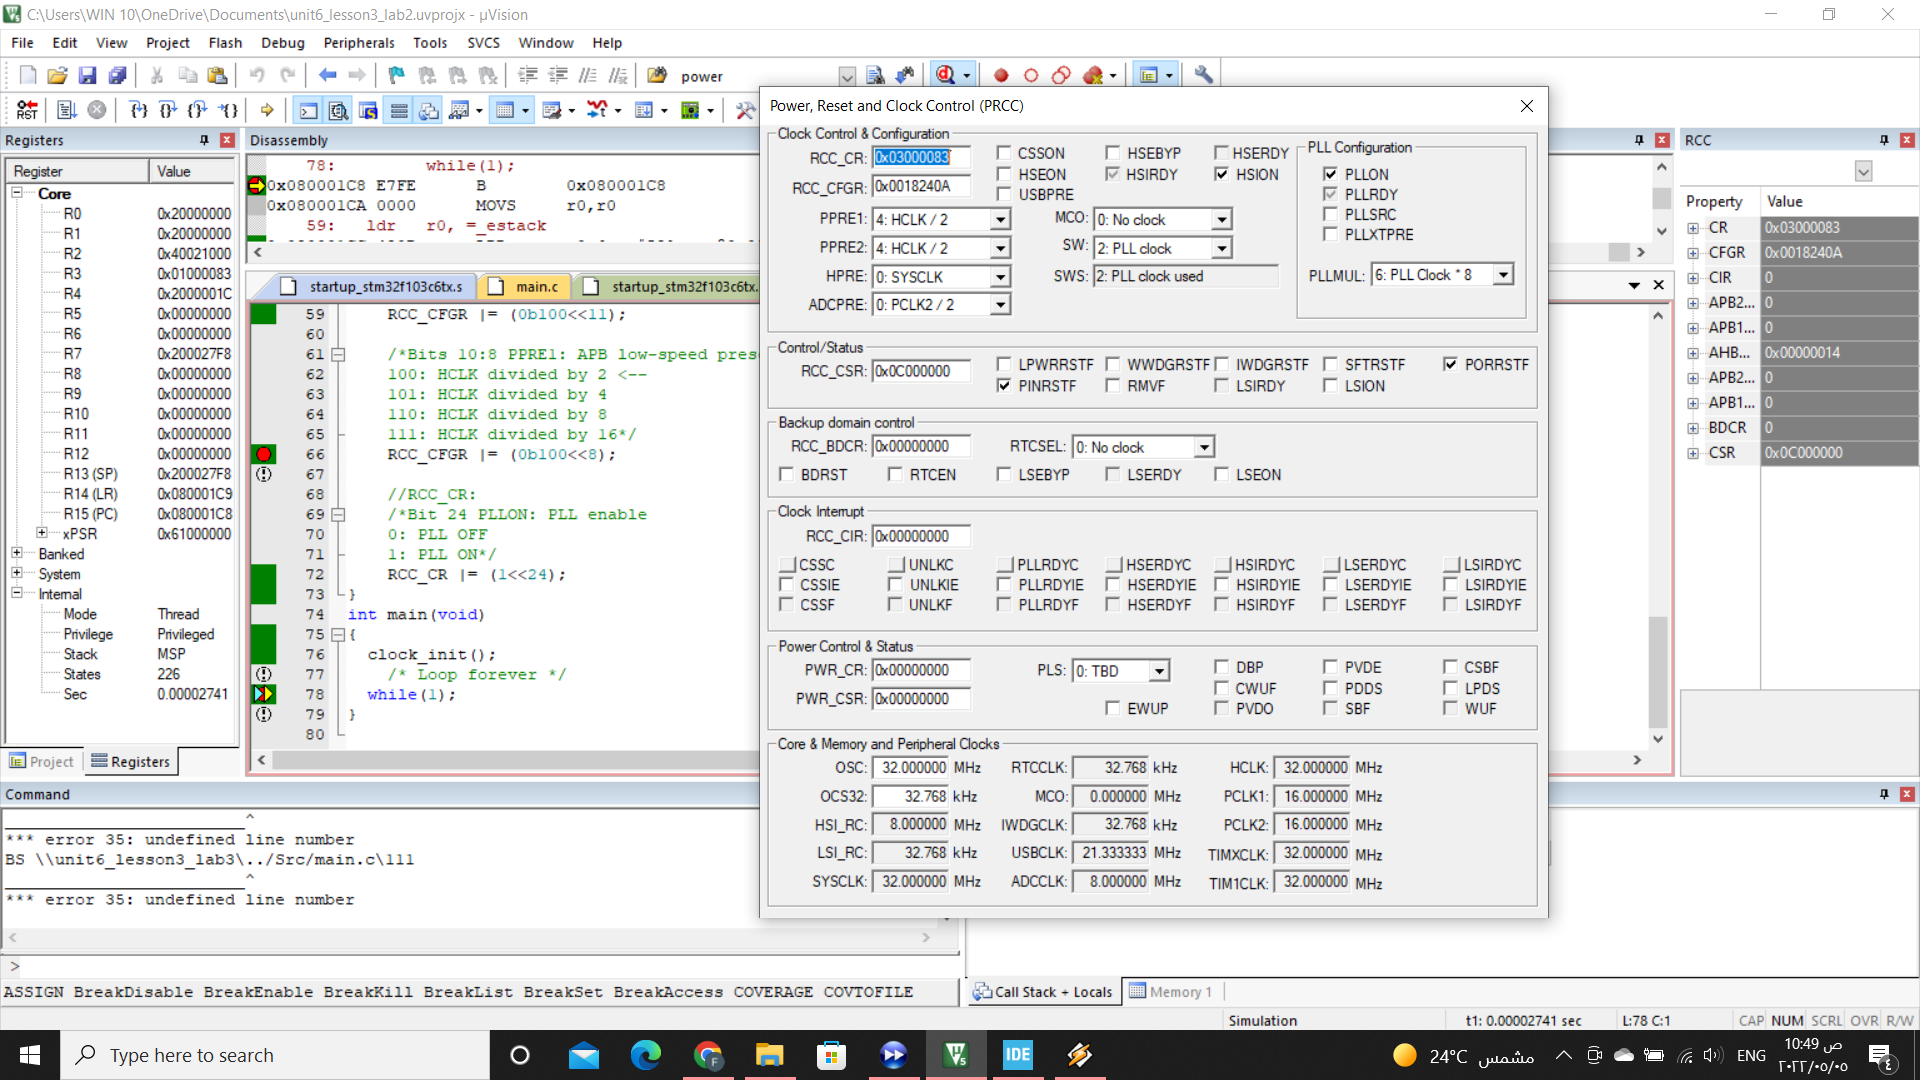 C:\Users\WIN 10\OneDrive\Documents\unit6_lesson3_lab2.uvprojx - µVision
File Edit View Project Flash Debug Peripherals Tools SVCS Window Help
power
RST
Registers
Register Value
Core
R0 0x20000000
R1 0x20000000
R2 0x40021000
R3 0x01000083
R4 0x2000001C
R5 0x00000000
R6 0x00000000
R7 0x200027F8
R8 0x00000000
R9 0x00000000
R10 0x00000000
R11 0x00000000
R12 0x00000000
R13 (SP) 0x200027F8
R14 (LR) 0x080001C9
R15 (PC) 0x080001C8
xPSR 0x61000000
Banked
System
Internal
Mode Thread
Privilege Privileged
Stack MSP
States 226
Sec 0.00002741
Project Registers
Disassembly
78: while(1);
0x080001C8 E7FE B 0x080001C8
0x080001CA 0000 MOVS r0,r0
59: ldr r0, =_estack
startup_stm32f103c6tx.s main.c startup_stm32f103c6tx.
59 RCC_CFGR |= (0b100<<11);
60
61 /*Bits 10:8 PPRE1: APB low-speed pres
62 100: HCLK divided by 2 <--
63 101: HCLK divided by 4
64 110: HCLK divided by 8
65 111: HCLK divided by 16*/
66 RCC_CFGR |= (0b100<<8);
67
68 //RCC_CR:
69 /*Bit 24 PLLON: PLL enable
70 0: PLL OFF
71 1: PLL ON*/
72 RCC_CR |= (1<<24);
73 }
74 int main(void)
75 {
76 clock_init();
77 /* Loop forever */
78 while(1);
79 }
80
Power, Reset and Clock Control (PRCC)
Clock Control & Configuration
RCC_CR: 0x03000083 CSSON HSEBYP HSERDY
RCC_CFGR: 0x0018240A HSEON HSIRDY HSION
USBPRE
PPRE1: 4: HCLK / 2 MCO: 0: No clock
PPRE2: 4: HCLK / 2 SW: 2: PLL clock
HPRE: 0: SYSCLK SWS: 2: PLL clock used
ADCPRE: 0: PCLK2 / 2
PLL Configuration
PLLON
PLLRDY
PLLSRC
PLLXTPRE
PLLMUL: 6: PLL Clock * 8
Control/Status
RCC_CSR: 0x0C000000 LPWRRSTF WWDGRSTF IWDGRSTF SFTRSTF PORRSTF
PINRSTF RMVF LSIRDY LSION
Backup domain control
RCC_BDCR: 0x00000000 RTCSEL: 0: No clock
BDRST RTCEN LSEBYP LSERDY LSEON
Clock Interrupt
RCC_CIR: 0x00000000
CSSC UNLKC PLLRDYC HSERDYC HSIRDYC LSERDYC LSIRDYC
CSSIE UNLKIE PLLRDYIE HSERDYIE HSIRDYIE LSERDYIE LSIRDYIE
CSSF UNLKF PLLRDYF HSERDYF HSIRDYF LSERDYF LSIRDYF
Power Control & Status
PWR_CR: 0x00000000 PLS: 0: TBD DBP PVDE CSBF
CWUF PDDS LPDS
PWR_CSR: 0x00000000 EWUP PVDO SBF WUF
Core & Memory and Peripheral Clocks
OSC: 32.000000 MHz RTCCLK: 32.768 kHz HCLK: 32.000000 MHz
OCS32: 32.768 kHz MCO: 0.000000 MHz PCLK1: 16.000000 MHz
HSI_RC: 8.000000 MHz IWDGCLK: 32.768 kHz PCLK2: 16.000000 MHz
LSI_RC: 32.768 kHz USBCLK: 21.333333 MHz TIMXCLK: 32.000000 MHz
SYSCLK: 32.000000 MHz ADCCLK: 8.000000 MHz TIM1CLK: 32.000000 MHz
RCC
Property Value
CR 0x03000083
CFGR 0x0018240A
CIR 0
APB2... 0
APB1... 0
AHB... 0x00000014
APB2... 0
APB1... 0
BDCR 0
CSR 0x0C000000
Command
^
*** error 35: undefined line number
BS \\unit6_lesson3_lab3\../Src/main.c\111
^
*** error 35: undefined line number
>
ASSIGN BreakDisable BreakEnable BreakKill BreakList BreakSet BreakAccess COVERAGE COVTOFILE
Call Stack + Locals Memory 1
Simulation t1: 0.00002741 sec L:78 C:1 CAP NUM SCRL OVR R/W
Type here to search
IDE
24°C مشمس
ENG
10:49 ص
٢٠٢٢/٠٥/٠٥
٤